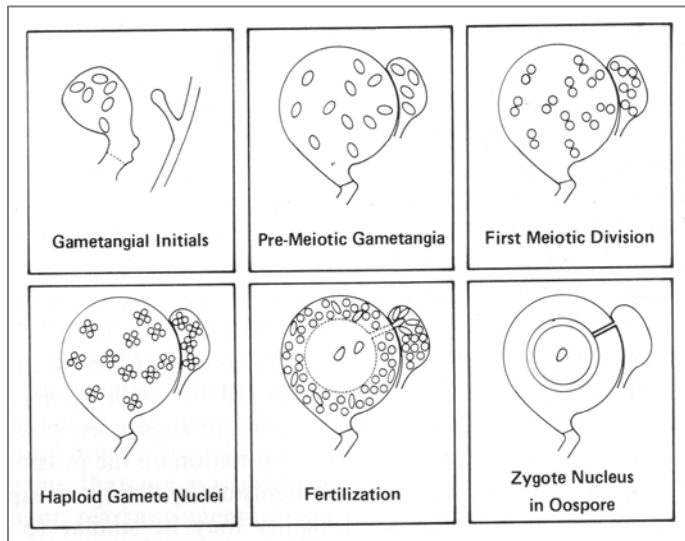 Gametangial Initials
Pre-Meiotic Gametangia
First Meiotic Division
Haploid Gamete Nuclei
Fertilization
Zygote Nucleus
in Oospore